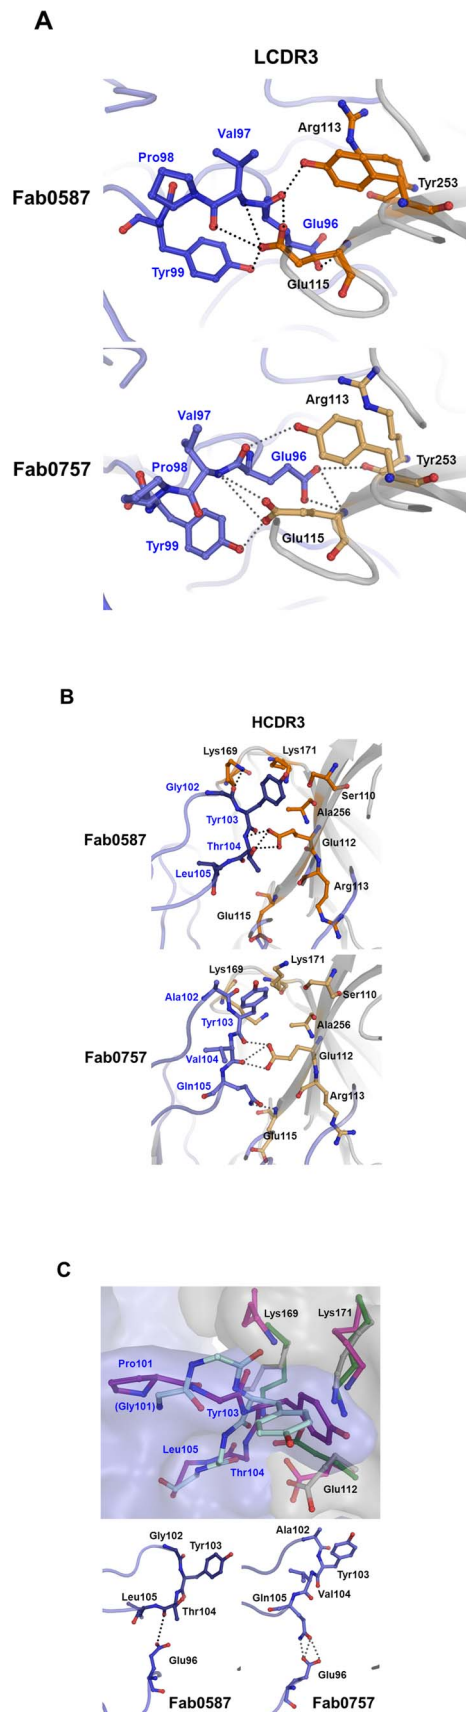 A
LCDR3
Arg113
Val97
Pro98
Fab0587
Tyr253
Glu96
Tyr99
Glu115
Arg113
Val97
Glu96
Fab0757
Pro98
Tyr253
Tyr99
Glu115
B
HCDR3
Lys169
Lys171
Gly102
Ser110
Tyr103
Ala256
Fab0587
Thr104
Glu112
Leu105
Arg113
Glu115
Lys171
Lys169
Ala102
Ser110
Tyr103
Ala256
Fab0757
Val104
Glu112
Gln105
Arg113
Glu115
C
Lys169
Lys171
Pro101
(Gly101)
Tyr103
Leu105
Thr104
Glu112
Gly102
Tyr103
Leu105
Thr104
Glu96
Fab0587
Ala102
Tyr103
Gln105
Val104
Glu96
Fab0757